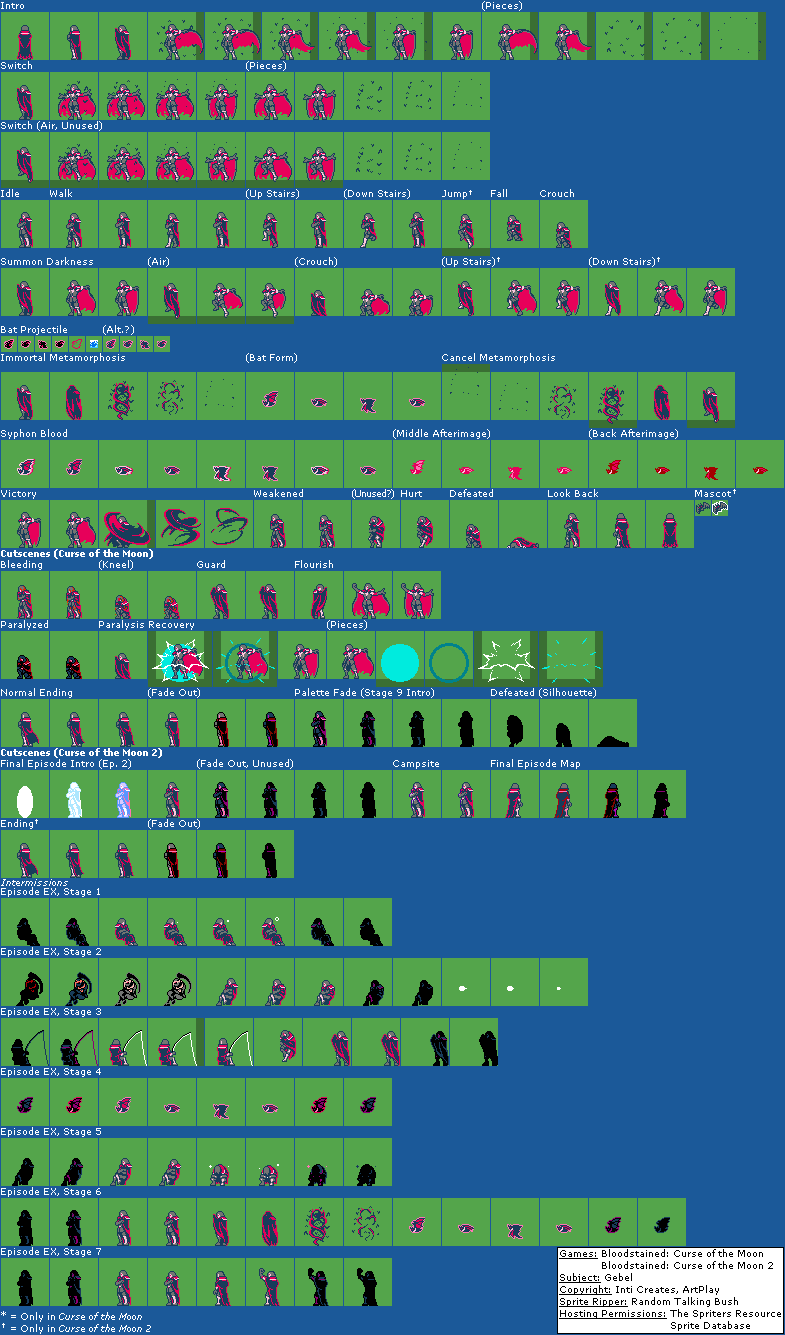 Intro (Pieces)
Switch (Pieces)
Switch (Air, Unused)
Idle Walk (Up Stairs) (Down Stairs) Jump† Fall Crouch
Summon Darkness (Air) (Crouch) (Up Stairs)† (Down Stairs)†
Bat Projectile (Alt.?)
Immortal Metamorphosis (Bat Form) Cancel Metamorphosis
Syphon Blood (Middle Afterimage) (Back Afterimage)
Victory Weakened (Unused?) Hurt Defeated Look Back Mascot†
Cutscenes (Curse of the Moon)
Bleeding (Kneel) Guard Flourish
Paralyzed Paralysis Recovery (Pieces)
Normal Ending (Fade Out) Palette Fade (Stage 9 Intro) Defeated (Silhouette)
Cutscenes (Curse of the Moon 2)
Final Episode Intro (Ep. 2) (Fade Out, Unused) Campsite Final Episode Map
Ending† (Fade Out)
Intermissions
Episode EX, Stage 1
Episode EX, Stage 2
Episode EX, Stage 3
Episode EX, Stage 4
Episode EX, Stage 5
Episode EX, Stage 6
Episode EX, Stage 7
* = Only in Curse of the Moon
† = Only in Curse of the Moon 2
Games: Bloodstained: Curse of the Moon
Bloodstained: Curse of the Moon 2
Subject: Gebel
Copyright: Inti Creates, ArtPlay
Sprite Ripper: Random Talking Bush
Hosting Permissions: The Spriters Resource
Sprite Database